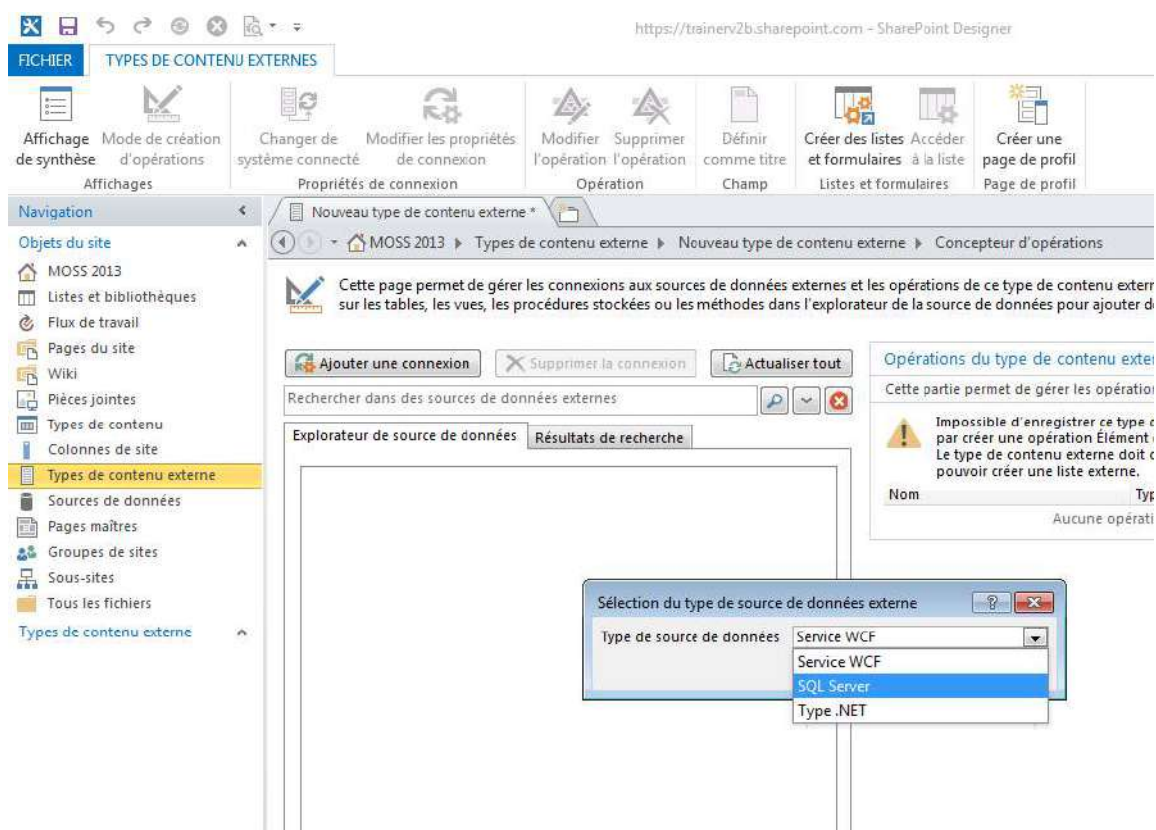 https://trainerv2b.sharepoint.com - SharePoint Designer
FICHIER TYPES DE CONTENU EXTERNES
Affichage de synthèse
Mode de création d'opérations
Changer de système connecté
Modifier les propriétés de connexion
Modifier l'opération
Supprimer l'opération
Définir comme titre
Créer des listes et formulaires
Accéder à la liste
Créer une page de profil
Affichages Propriétés de connexion Opération Champ Listes et formulaires Page de profil
Navigation
Objets du site
MOSS 2013
Listes et bibliothèques
Flux de travail
Pages du site
Wiki
Pièces jointes
Types de contenu
Colonnes de site
Types de contenu externe
Sources de données
Pages maîtres
Groupes de sites
Sous-sites
Tous les fichiers
Types de contenu externe
Nouveau type de contenu externe *
MOSS 2013 Types de contenu externe Nouveau type de contenu externe Concepteur d'opérations
Cette page permet de gérer les connexions aux sources de données externes et les opérations de ce type de contenu extern
sur les tables, les vues, les procédures stockées ou les méthodes dans l'explorateur de la source de données pour ajouter d
Ajouter une connexion Supprimer la connexion Actualiser tout
Rechercher dans des sources de données externes
Explorateur de source de données Résultats de recherche
Opérations du type de contenu exter
Cette partie permet de gérer les opération
Impossible d'enregistrer ce type d
par créer une opération Élément
Le type de contenu externe doit
pouvoir créer une liste externe.
Nom Typ
Aucune opérati
Sélection du type de source de données externe
Type de source de données Service WCF
Service WCF
SQL Server
Type .NET